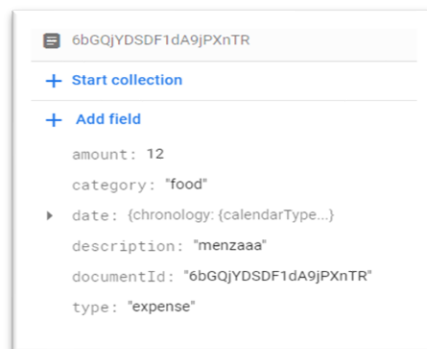 6bGQjYDSDF1dA9jPXnTR
+ Start collection
+ Add field
amount: 12
category: "food"
date: {chronology: {calendarType...}
description: "menzaaa"
documentId: "6bGQjYDSDF1dA9jPXnTR"
type: "expense"